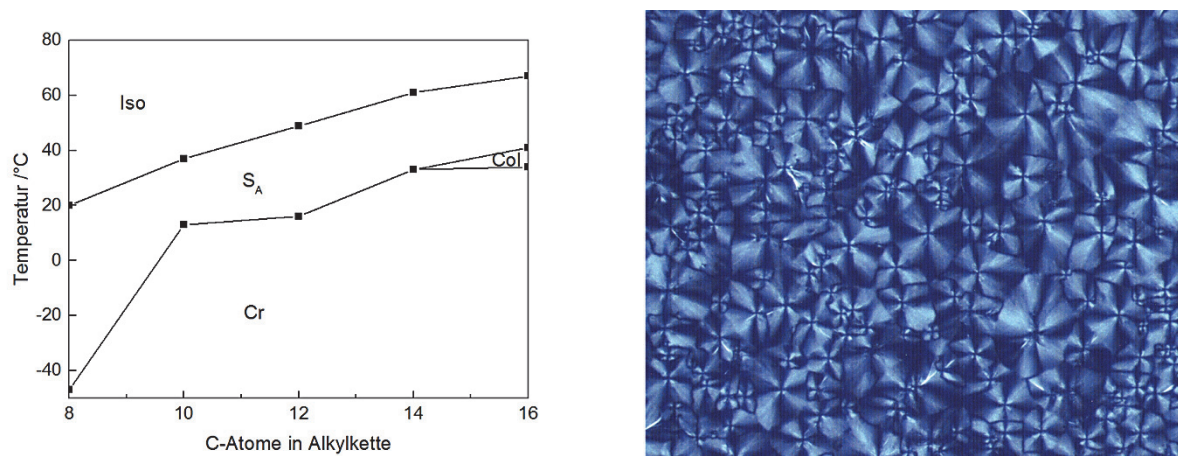 80
60
40
20
0
-20
-40
Temperatur /°C
Iso
S_A
Col
Cr
8 10 12 14 16
C-Atome in Alkylkette